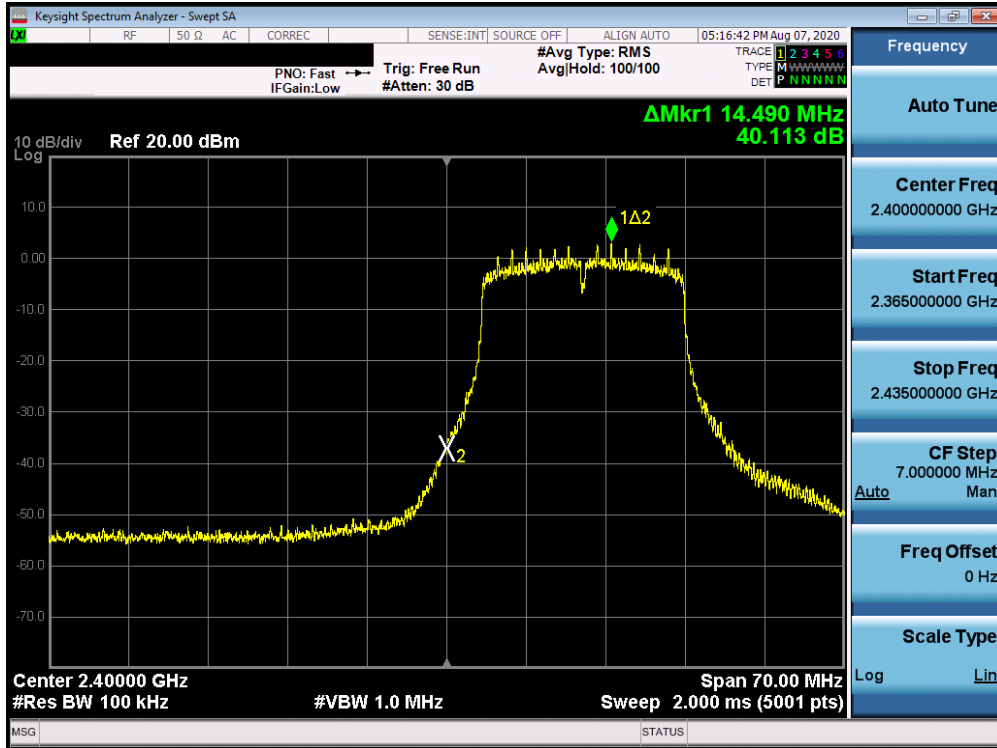 Keysight Spectrum Analyzer - Swept SA
LXI RF 50 Ω AC CORREC SENSE:INT SOURCE OFF ALIGN AUTO 05:16:42 PM Aug 07, 2020
PNO: Fast
IFGain:Low
Trig: Free Run
#Atten: 30 dB
#Avg Type: RMS
Avg|Hold: 100/100
TRACE 1 2 3 4 5 6
TYPE M WWWWW
DET P N N N N N
ΔMkr1 14.490 MHz
40.113 dB
10 dB/div Ref 20.00 dBm
Log
10.0
0.00
-10.0
-20.0
-30.0
-40.0
-50.0
-60.0
-70.0
1Δ2
X2
Center 2.40000 GHz Span 70.00 MHz
#Res BW 100 kHz #VBW 1.0 MHz Sweep 2.000 ms (5001 pts)
MSG STATUS
Frequency
Auto Tune
Center Freq
2.400000000 GHz
Start Freq
2.365000000 GHz
Stop Freq
2.435000000 GHz
CF Step
7.000000 MHz
Auto Man
Freq Offset
0 Hz
Scale Type
Log Lin